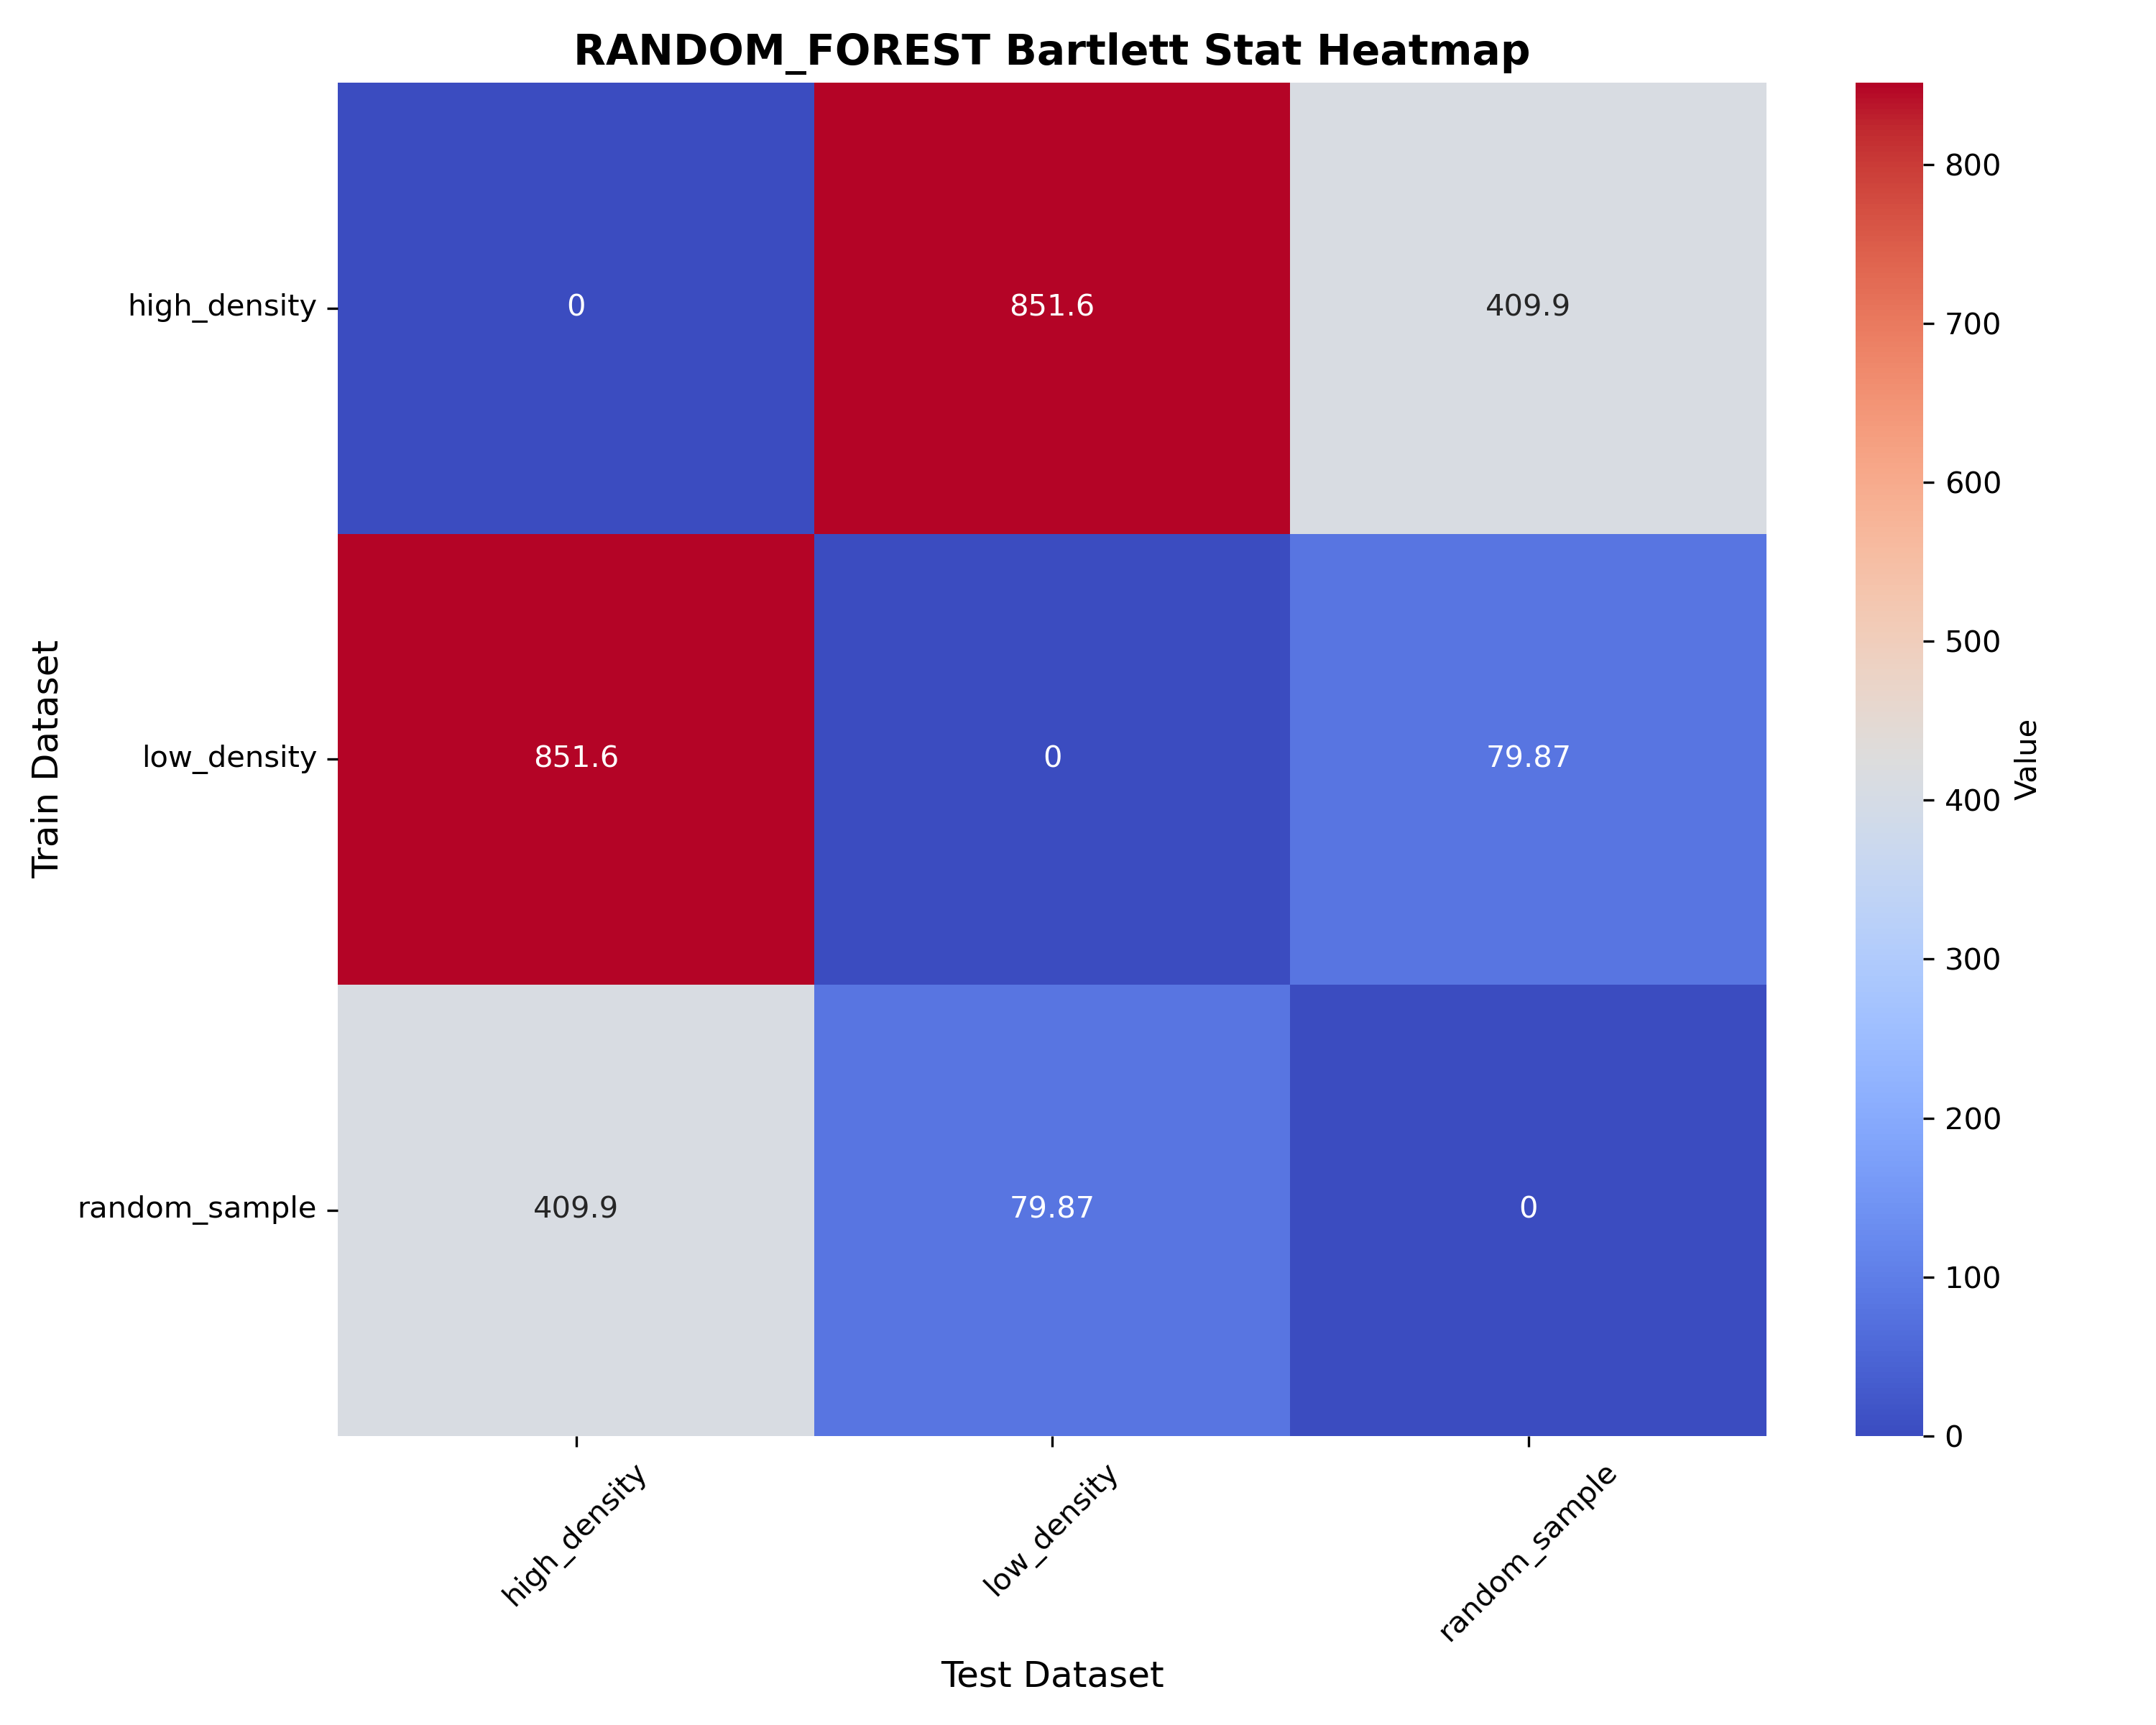 RANDOM_FOREST Bartlett Stat Heatmap
Train Dataset
high_density
0
851.6
409.9
low_density
851.6
0
79.87
random_sample
409.9
79.87
0
high_density
low_density
random_sample
Test Dataset
800
700
600
500
400
300
200
100
0
Value